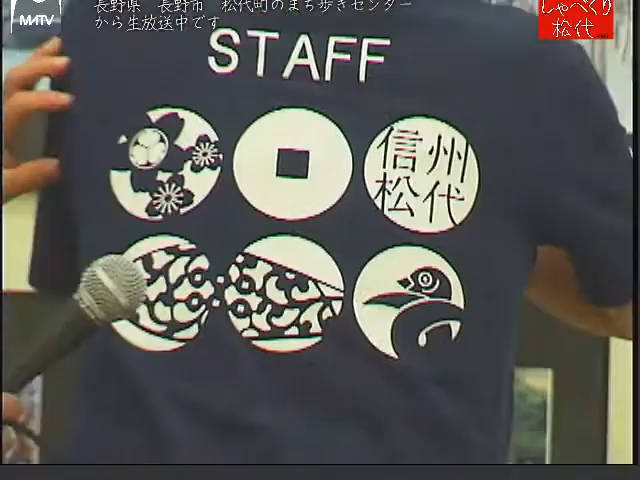 長野県 長野市 松代町のまち歩きセンター
から生放送中です
MATV
しゃべくり
松代
STAFF
信州
松代